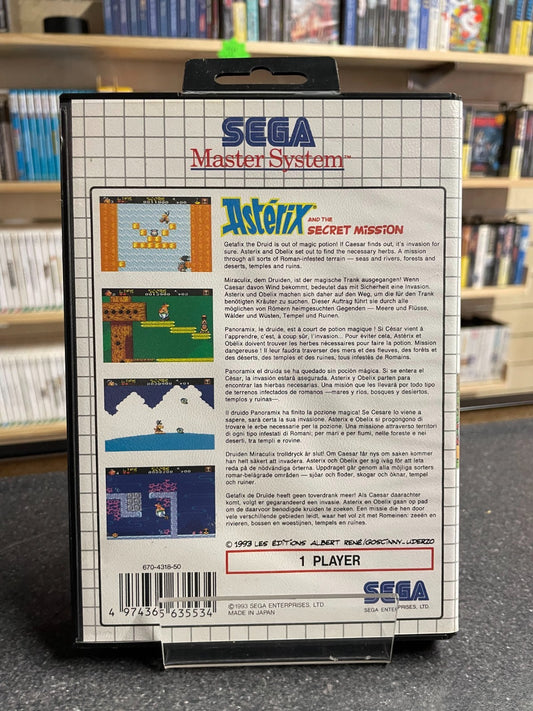 SEGA
Master System™
Astérix AND THE SECRET MISSION
Getafix the Druid is out of magic potion! If Caesar finds out, it's invasion for
sure. Asterix and Obelix set out to find the necessary herbs. A mission
through all sorts of Roman-infested terrain — seas and rivers, forests and
deserts, temples and ruins.
Miraculix, dem Druiden, ist der magische Trank ausgegangen! Wenn
Caesar davon Wind bekommt, bedeutet das mit Sicherheit eine Invasion.
Asterix und Obelix machen sich daher auf den Weg, um die für den Trank
benötigten Kräuter zu suchen. Dieser Auftrag führt sie durch alle
möglichen von Römern heimgesuchten Gegenden — Meere und Flüsse,
Wälder und Wüsten, Tempel und Ruinen.
Panoramix, le druide, est à court de potion magique ! Si César vient à
l'apprendre, c'est, à coup sûr, l'invasion... Pour éviter cela, Astérix et
Obélix doivent trouver les herbes nécessaires pour faire la potion. Mission
dangereuse ! Il leur faudra traverser des mers et des fleuves, des forêts et
des déserts, des temples et des ruines, tous infestés de Romains.
Panoramix el druida se ha quedado sin poción mágica. Si se entera el
César, la invasión estará asegurada. Asterix y Obelix parten para
encontrar las hierbas necesarias. Una misión que les llevará por todo tipo
de terrenos infectados de romanos —mares y ríos, bosques y desiertos,
templos y ruinas—.
Il druido Panoramix ha finito la pozione magica! Se Cesare lo viene a
sapere, sarà certa la sua invasione. Asterix e Obelix si propongono di
trovare le erbe necessarie per la pozione. Una missione attraverso territori
di ogni tipo infestati di Romani; per mari e per fiumi, nelle foreste e nei
deserti, tra templi e rovine.
Druiden Miraculix trolldryck är slut! Om Caesar får nys om saken kommer
han helt säkert att invadera. Asterix och Obelix ger sig iväg för att leta
reda på de nödvändiga örterna. Uppdraget går genom alla möjliga sorters
romar-belägrade områden — sjöar och floder, skogar och öknar, tempel
och ruiner.
Getafix de Druïde heeft geen toverdrank meer! Als Caesar daarachter
komt, volgt er gegarandeerd een invasie. Asterix en Obelix gaan op pad
om de daarvoor benodigde kruiden te zoeken. Een missie die hen door
vele verschillende gebieden leidt, waar het vol zit met Romeinen: zeeën en
rivieren, bossen en woestijnen, tempels en ruïnes.
© 1993 LES ÉDITIONS ALBERT RENÉ/GOSCINNY-UDERZO
1 PLAYER
670-4318-50
4 974365 635534
© 1993 SEGA ENTERPRISES, LTD.
MADE IN JAPAN
SEGA
SEGA ENTERPRISES, LTD.